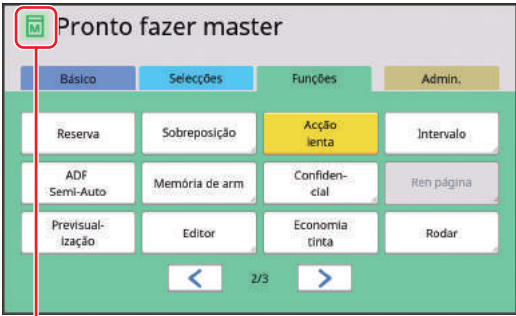 M Pronto fazer master
Básico Selecções Funções Admin.
Reserva Sobreposição Acção lenta Intervalo
ADF Semi-Auto Memória de arm Confiden-cial Ren página
Previsual-ização Editor Economia tinta Rodar
< 2/3 >